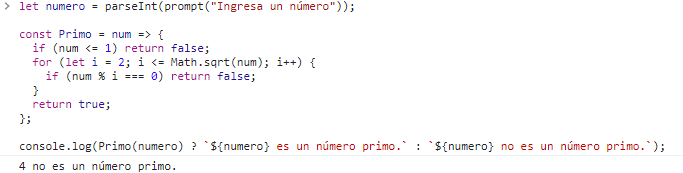 > let numero = parseInt(prompt("Ingresa un número"));
const Primo = num => {
if (num <= 1) return false;
for (let i = 2; i <= Math.sqrt(num); i++) {
if (num % i === 0) return false;
}
return true;
};
console.log(Primo(numero) ? `${numero} es un número primo.` : `${numero} no es un número primo.`);
4 no es un número primo.